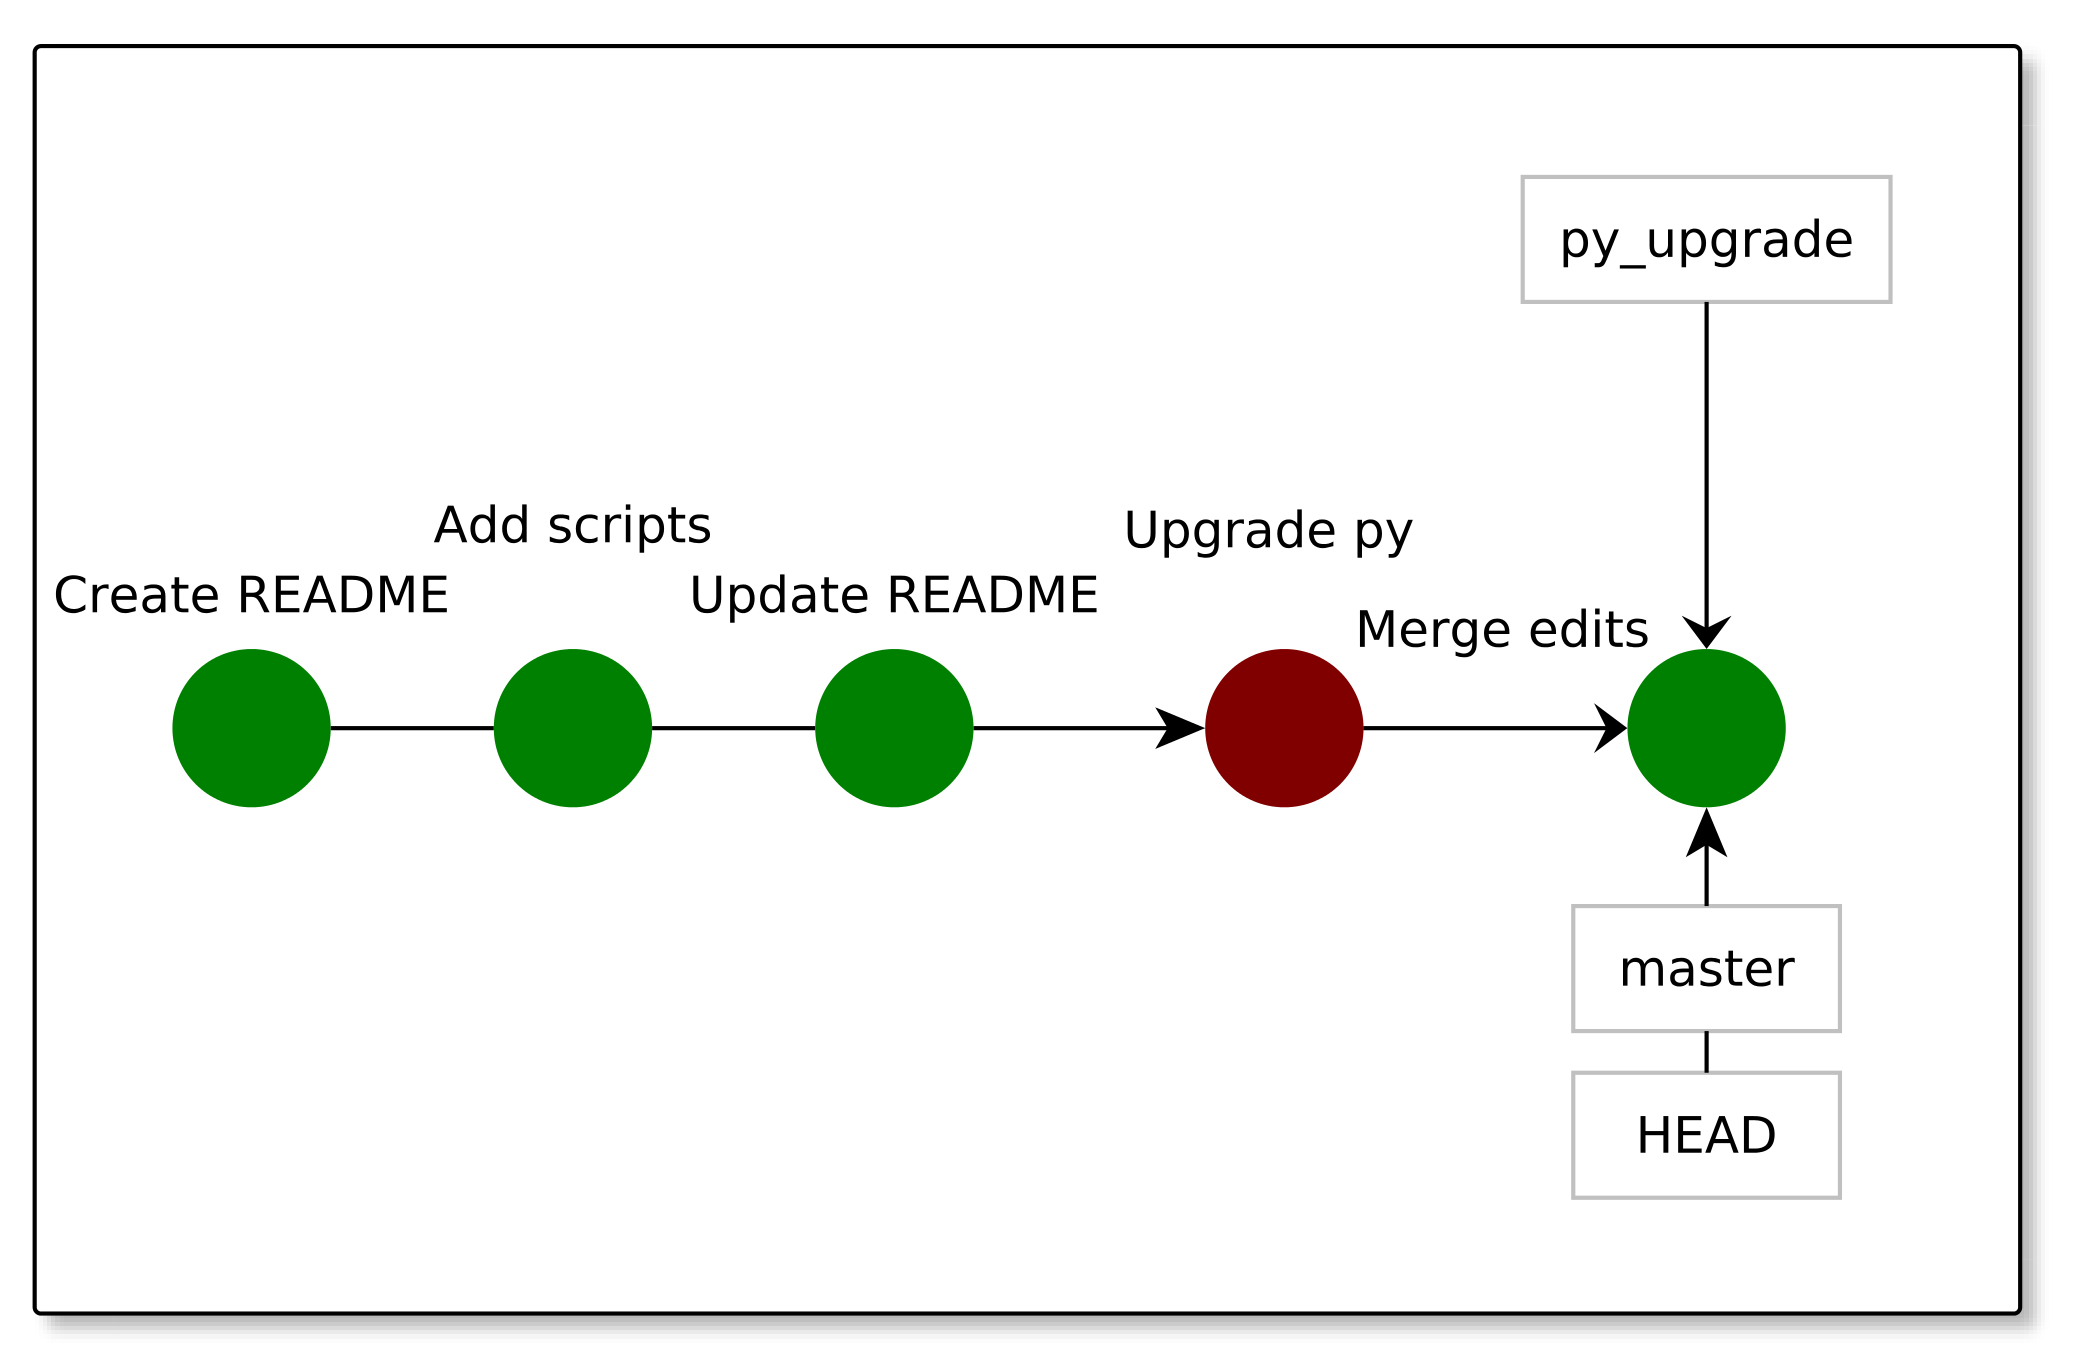 py_upgrade
Add scripts
Upgrade py
Create README
Update README
Merge edits
master
HEAD